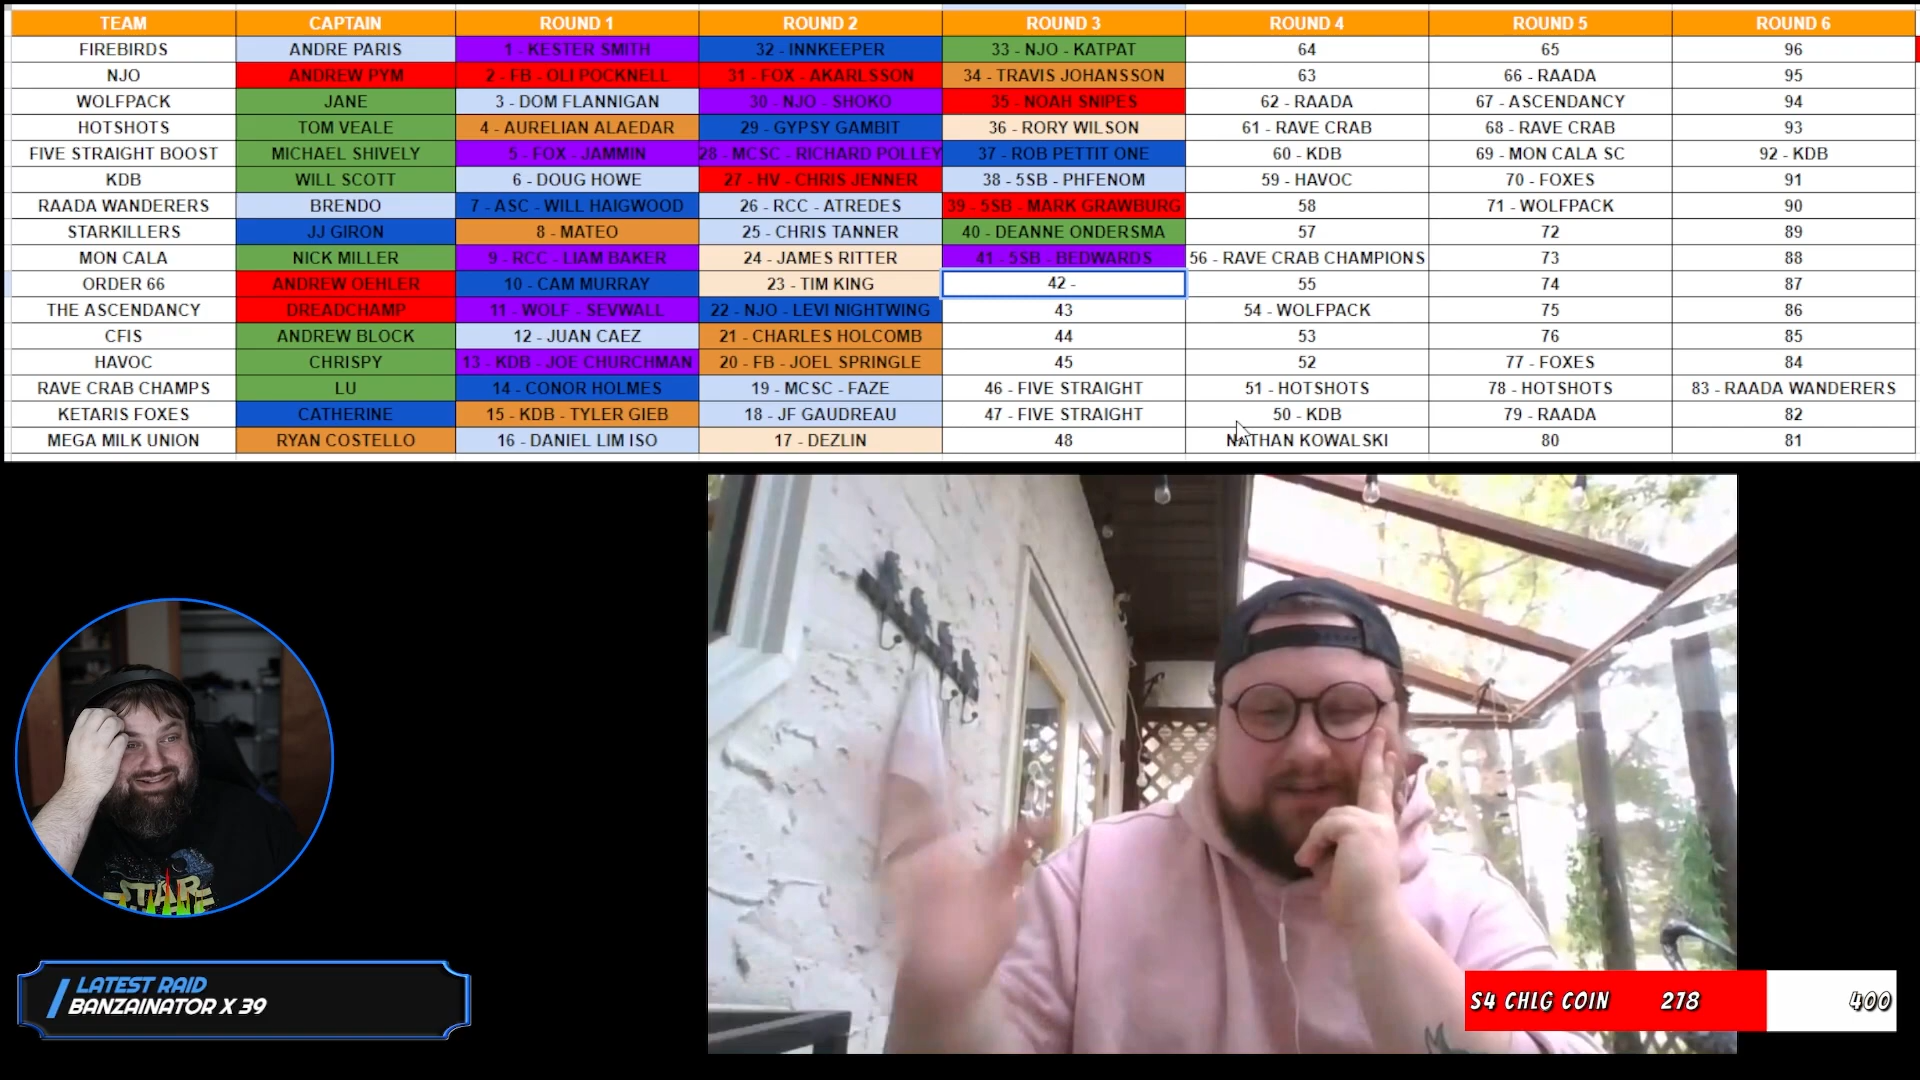 TEAM CAPTAIN ROUND 1 ROUND 2 ROUND 3 ROUND 4 ROUND 5 ROUND 6
FIREBIRDS ANDRE PARIS 1 - KESTER SMITH 32 - INNKEEPER 33 - NJO - KATPAT 64 65 96
NJO ANDREW PYM 2 - FB - OLI POCKNELL 31 - FOX - AKARLSSON 34 - TRAVIS JOHANSSON 63 66 - RAADA 95
WOLFPACK JANE 3 - DOM FLANNIGAN 30 - NJO - SHOKO 35 - NOAH SNIPES 62 - RAADA 67 - ASCENDANCY 94
HOTSHOTS TOM VEALE 4 - AURELIAN ALAEDAR 29 - GYPSY GAMBIT 36 - RORY WILSON 61 - RAVE CRAB 68 - RAVE CRAB 93
FIVE STRAIGHT BOOST MICHAEL SHIVELY 5 - FOX - JAMMIN 28 - MCSC - RICHARD POLLEY 37 - ROB PETTIT ONE 60 - KDB 69 - MON CALA SC 92 - KDB
KDB WILL SCOTT 6 - DOUG HOWE 27 - HV - CHRIS JENNER 38 - 5SB - PHFENOM 59 - HAVOC 70 - FOXES 91
RAADA WANDERERS BRENDO 7 - ASC - WILL HAIGWOOD 26 - RCC - ATREDES 39 - 5SB - MARK GRAWBURG 58 71 - WOLFPACK 90
STARKILLERS JJ GIRON 8 - MATEO 25 - CHRIS TANNER 40 - DEANNE ONDERSMA 57 72 89
MON CALA NICK MILLER 9 - RCC - LIAM BAKER 24 - JAMES RITTER 41 - 5SB - BEDWARDS 56 - RAVE CRAB CHAMPIONS 73 88
ORDER 66 ANDREW OEHLER 10 - CAM MURRAY 23 - TIM KING 42 - 55 74 87
THE ASCENDANCY DREADCHAMP 11 - WOLF - SEVWALL 22 - NJO - LEVI NIGHTWING 43 54 - WOLFPACK 75 86
CFIS ANDREW BLOCK 12 - JUAN CAEZ 21 - CHARLES HOLCOMB 44 53 76 85
HAVOC CHRISPY 13 - KDB - JOE CHURCHMAN 20 - FB - JOEL SPRINGLE 45 52 77 - FOXES 84
RAVE CRAB CHAMPS LU 14 - CONOR HOLMES 19 - MCSC - FAZE 46 - FIVE STRAIGHT 51 - HOTSHOTS 78 - HOTSHOTS 83 - RAADA WANDERERS
KETARIS FOXES CATHERINE 15 - KDB - TYLER GIEB 18 - JF GAUDREAU 47 - FIVE STRAIGHT 50 - KDB 79 - RAADA 82
MEGA MILK UNION RYAN COSTELLO 16 - DANIEL LIM ISO 17 - DEZLIN 48 NATHAN KOWALSKI 80 81
LATEST RAID
BANZAINATOR X 39
S4 CHLG COIN 278 400